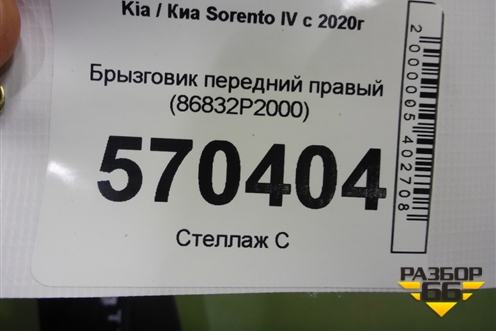 Kia / Киа Sorento IV с 2020г
Брызговик передний правый
(86832P2000)
570404
Стеллаж С
2000005402708
РАЗБОР
66